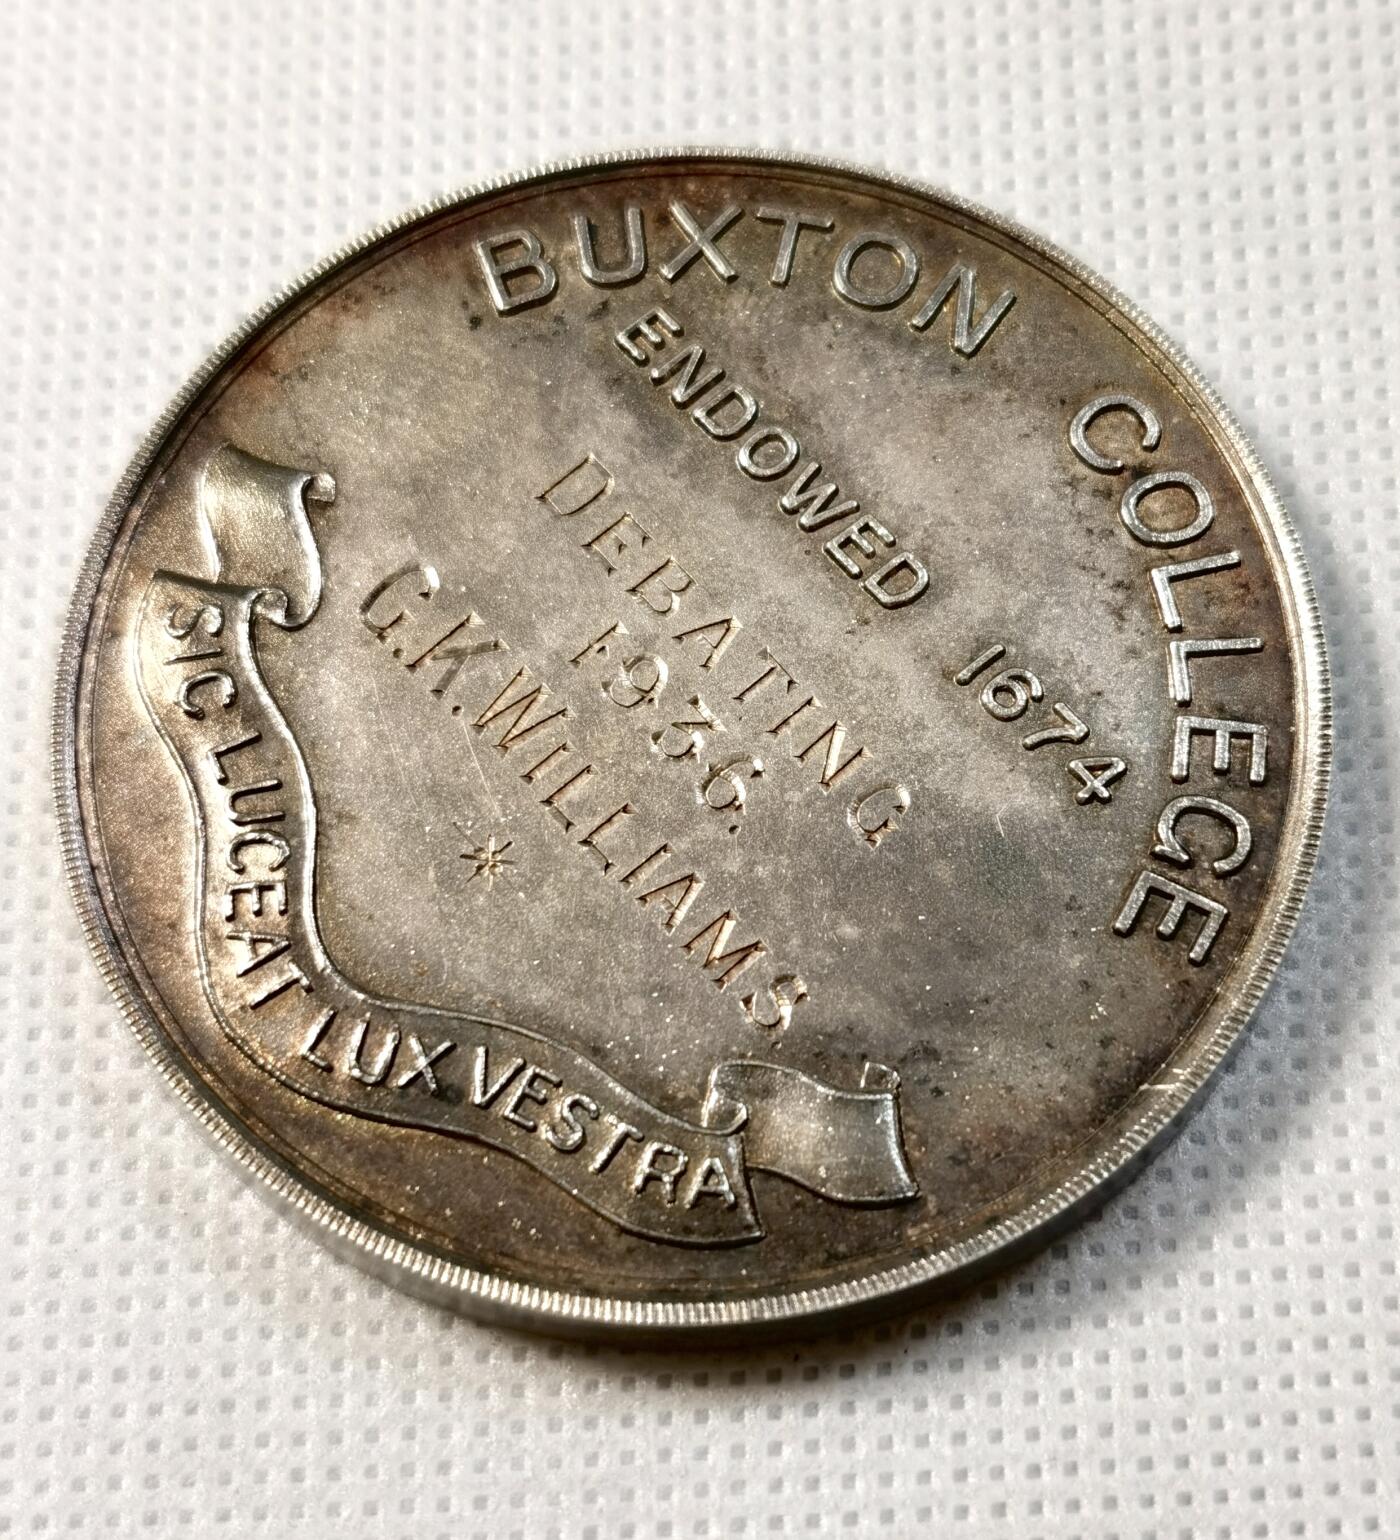 BUXTON COLLEGE
ENDOWED 1674
DEBATING
1936.
G.K.WILLIAMS
SIC LUCEAT LUX VESTRA